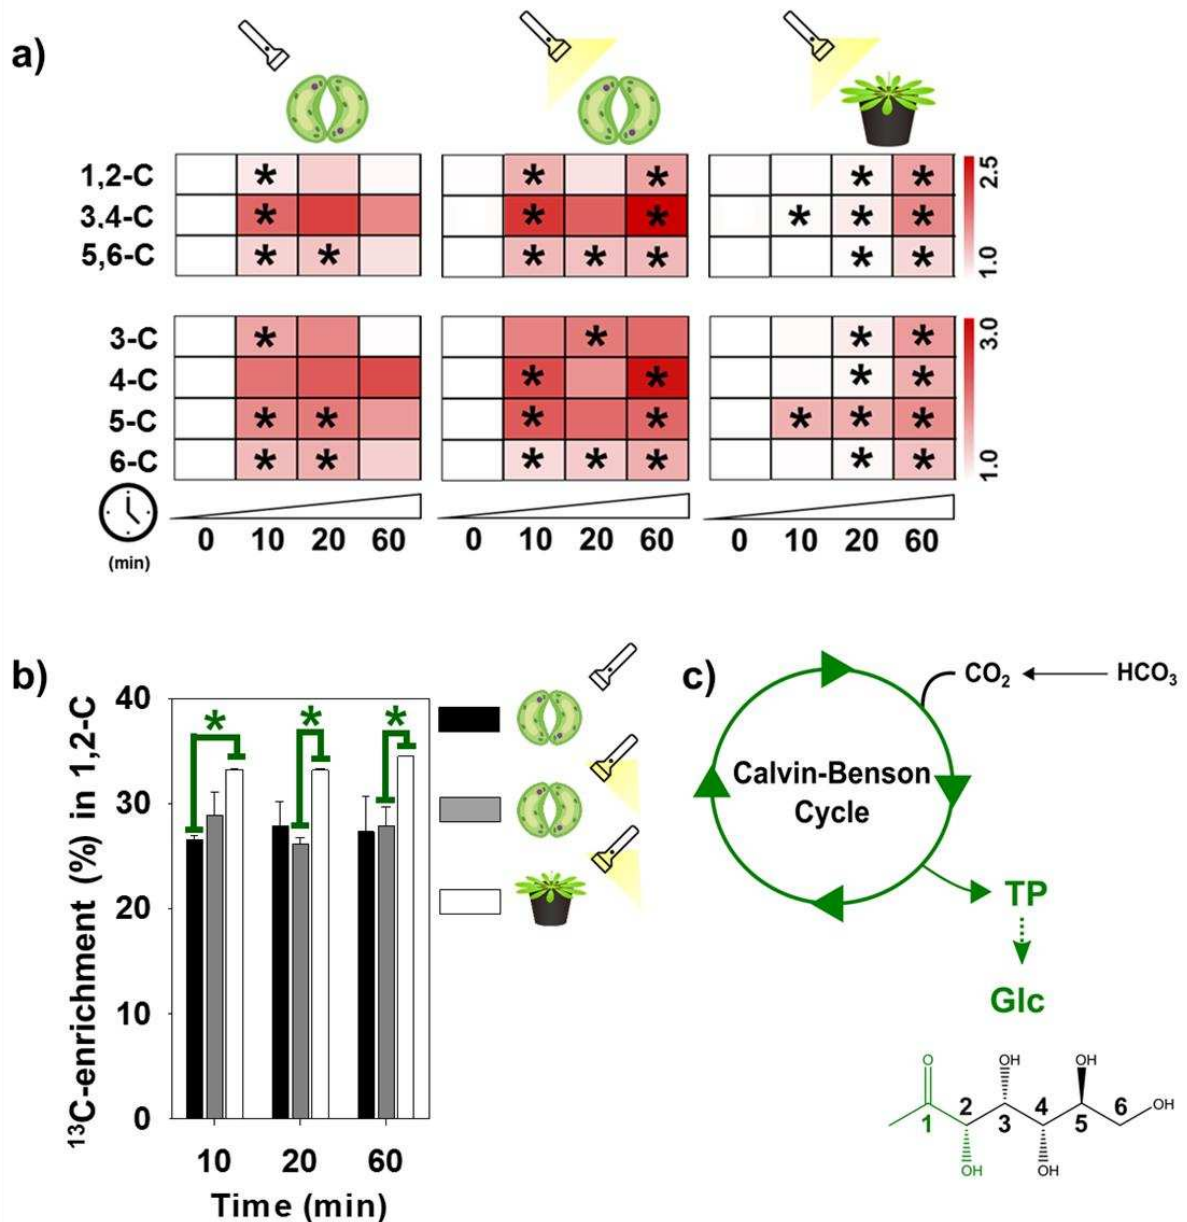 a)
1,2-C * * * * *
3,4-C * * * * * *
5,6-C * * * * * * *
2.5
1.0
3-C * * * *
4-C * * * *
5-C * * * * * * *
6-C * * * * * * *
3.0
1.0
(min)
0 10 20 60 0 10 20 60 0 10 20 60
b)
¹³C-enrichment (%) in 1,2-C
40
30
20
10
0
* * *
10 20 60
Time (min)
c)
CO₂ HCO₃
Calvin-Benson
Cycle
TP
Glc
O OH OH
2 4 6 OH
1 3 5
OH OH